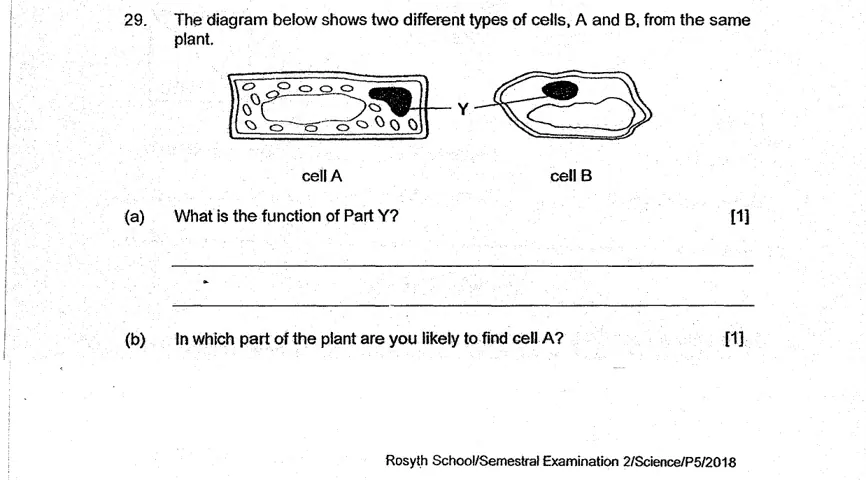 29. The diagram below shows two different types of cells, A and B, from the same
plant.
Y
cell A cell B
(a) What is the function of Part Y? [1]
(b) In which part of the plant are you likely to find cell A? [1]
Rosyth School/Semestral Examination 2/Science/P5/2018